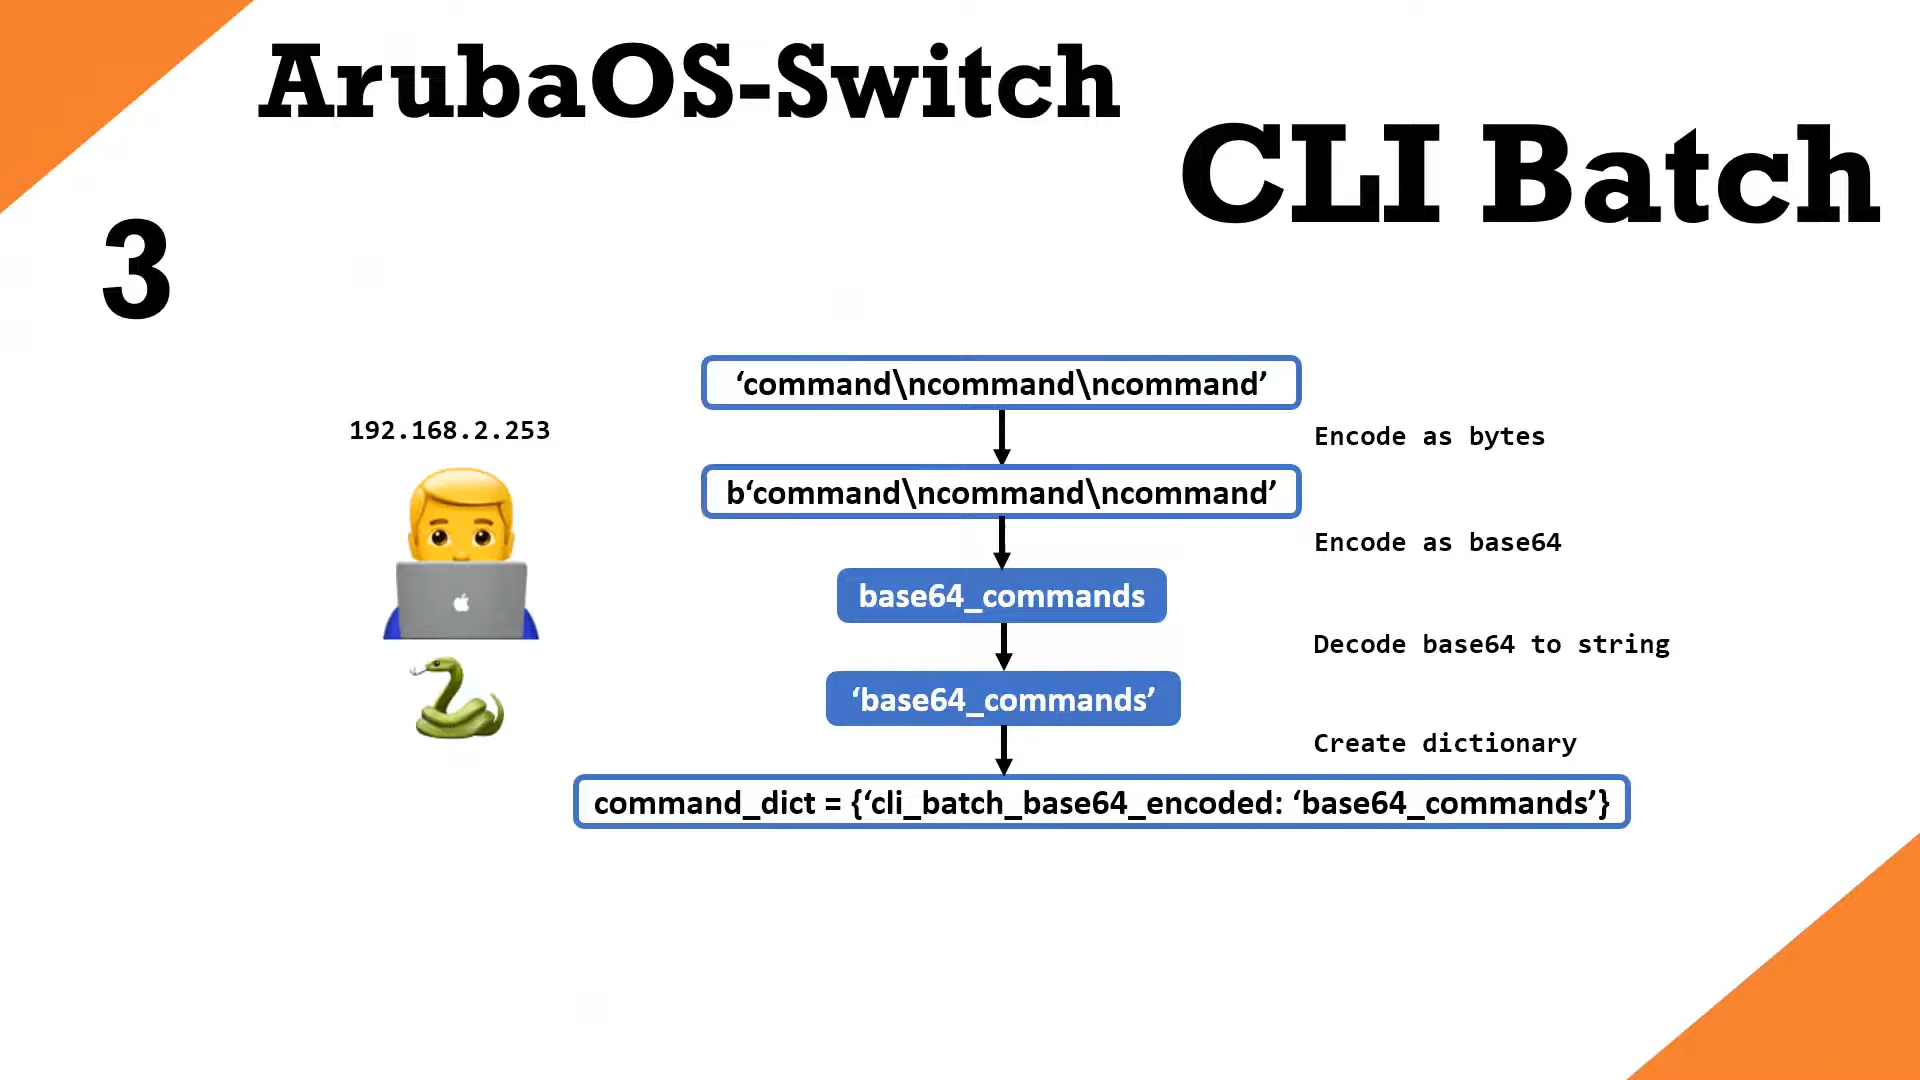 ArubaOS-Switch
CLI Batch
3
‘command\ncommand\ncommand’
192.168.2.253
Encode as bytes
b‘command\ncommand\ncommand’
Encode as base64
base64_commands
Decode base64 to string
‘base64_commands’
Create dictionary
command_dict = {‘cli_batch_base64_encoded: ‘base64_commands’}